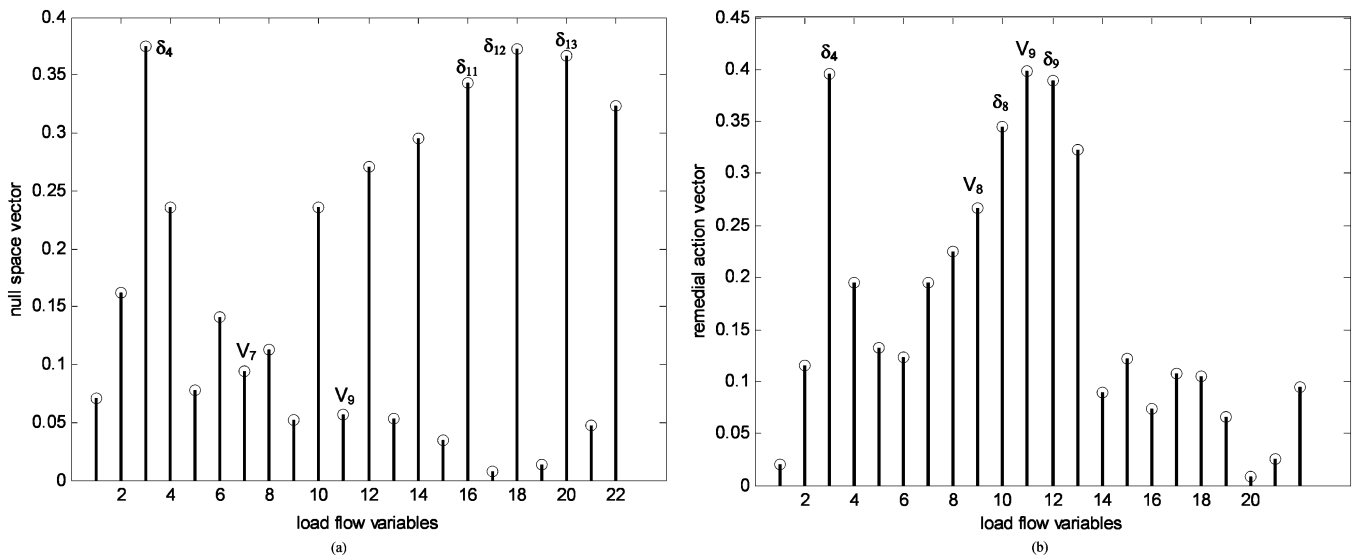 0.4
0.35
0.3
0.25
0.2
0.15
0.1
0.05
0
null space vector
δ4
V7
V9
δ11
δ12
δ13
2 4 6 8 10 12 14 16 18 20 22
load flow variables
(a)
0.45
0.4
0.35
0.3
0.25
0.2
0.15
0.1
0.05
0
remedial action vector
δ4
V8
δ8
V9
δ9
2 4 6 8 10 12 14 16 18 20
load flow variables
(b)